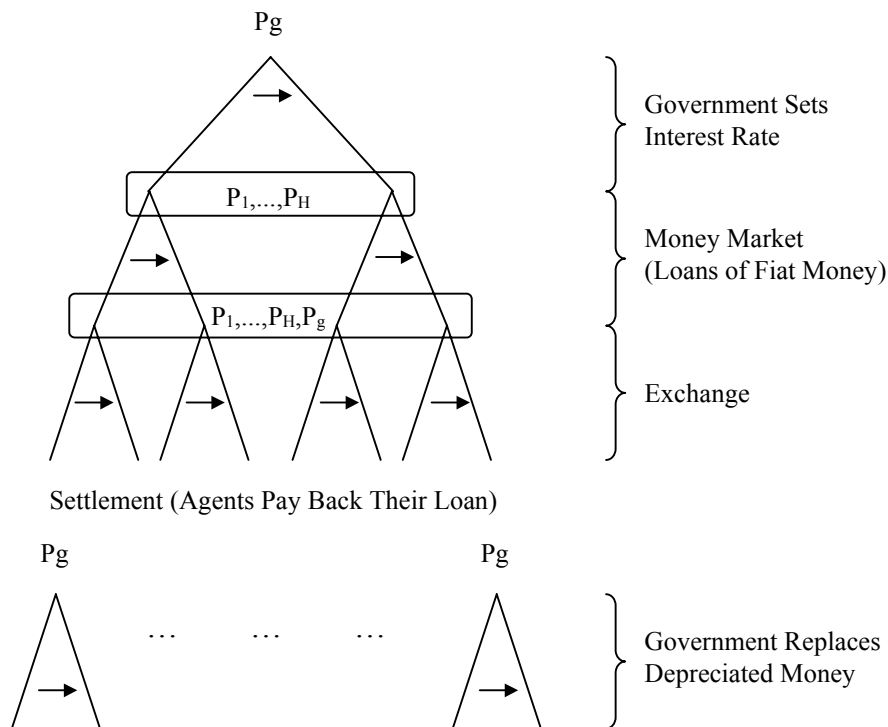 Pg
Government Sets
Interest Rate
P1,...,PH
Money Market
(Loans of Fiat Money)
P1,...,PH,Pg
Exchange
Settlement (Agents Pay Back Their Loan)
Pg
Pg
... ... ...
Government Replaces
Depreciated Money